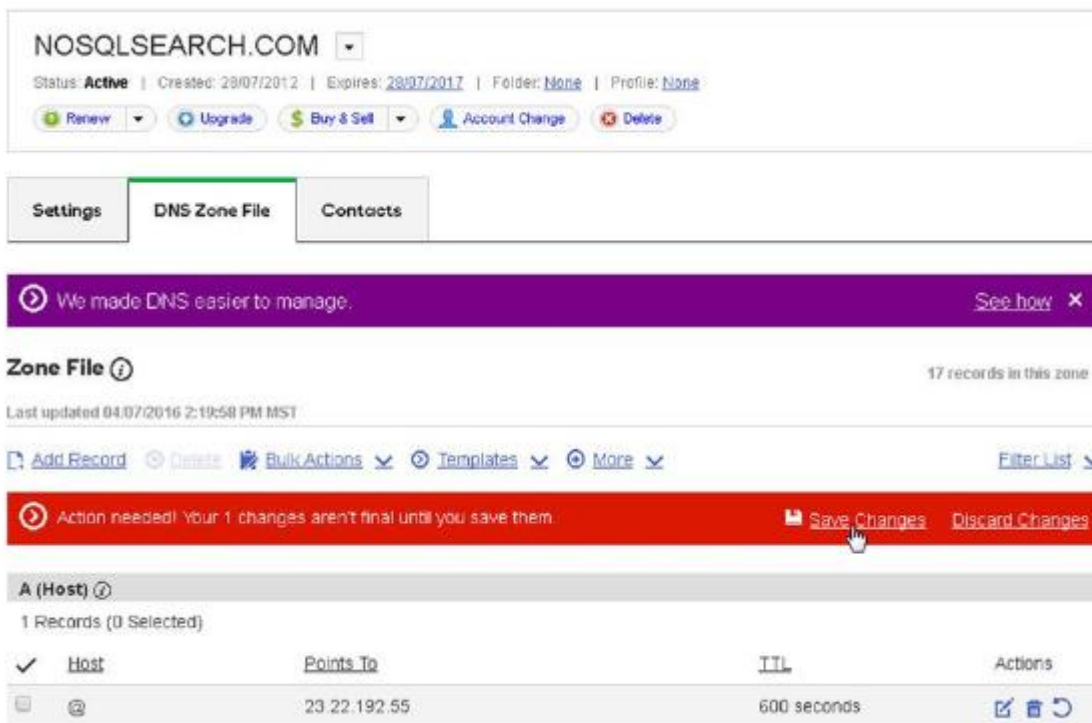 NOSQLSEARCH.COM
Status: Active | Created: 28/07/2012 | Expires: 28/07/2017 | Folder: None | Profile: None
Renew Upgrade $ Buy & Sell Account Change Delete
Settings DNS Zone File Contacts
We made DNS easier to manage. See how ×
Zone File 17 records in this zone
Last updated 04/07/2016 2:19:58 PM MST
Add Record Delete Bulk Actions Templates More Filter List
Action needed! Your 1 changes aren't final until you save them. Save Changes Discard Changes
A (Host)
1 Records (0 Selected)
Host Points To TTL Actions
@ 23.22.192.55 600 seconds